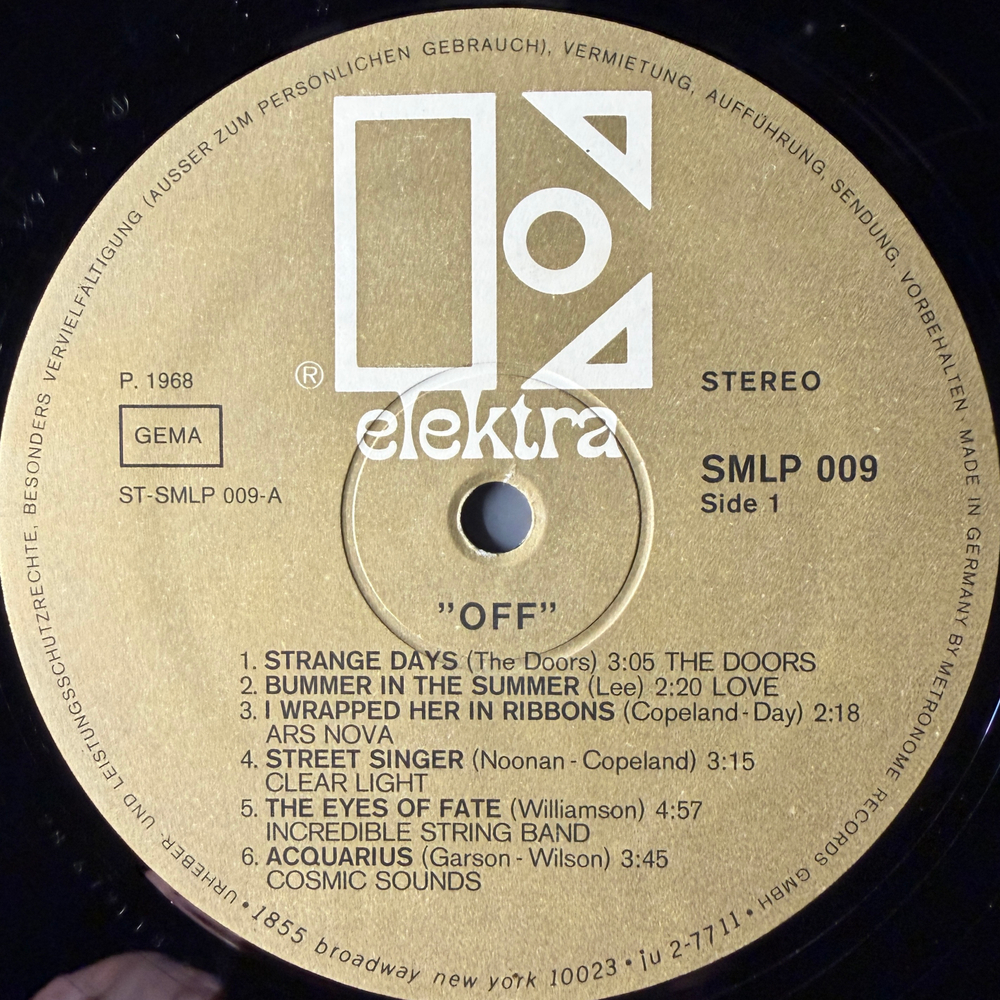 URHEBER- UND LEISTUNGSSCHUTZRECHTE, BESONDERS VERVIELFÄLTIGUNG (AUSSER ZUM PERSÖNLICHEN GEBRAUCH), VERMIETUNG, AUFFÜHRUNG, SENDUNG, VORBEHALTEN · MADE IN GERMANY BY METRONOME RECORDS GMBH
®
elektra
P. 1968
GEMA
ST-SMLP 009-A
STEREO
SMLP 009
Side 1
"OFF"
1. STRANGE DAYS (The Doors) 3:05 THE DOORS
2. BUMMER IN THE SUMMER (Lee) 2:20 LOVE
3. I WRAPPED HER IN RIBBONS (Copeland-Day) 2:18
ARS NOVA
4. STREET SINGER (Noonan - Copeland) 3:15
CLEAR LIGHT
5. THE EYES OF FATE (Williamson) 4:57
INCREDIBLE STRING BAND
6. ACQUARIUS (Garson - Wilson) 3:45
COSMIC SOUNDS
• 1855 broadway new york 10023 • ju 2-7711 •